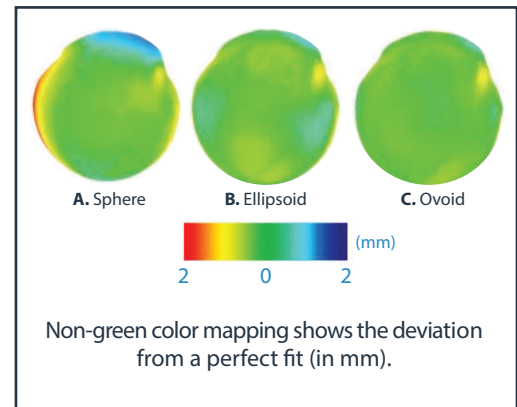 A. Sphere
B. Ellipsoid
C. Ovoid
(mm)
2 0 2
Non-green color mapping shows the deviation
from a perfect fit (in mm).